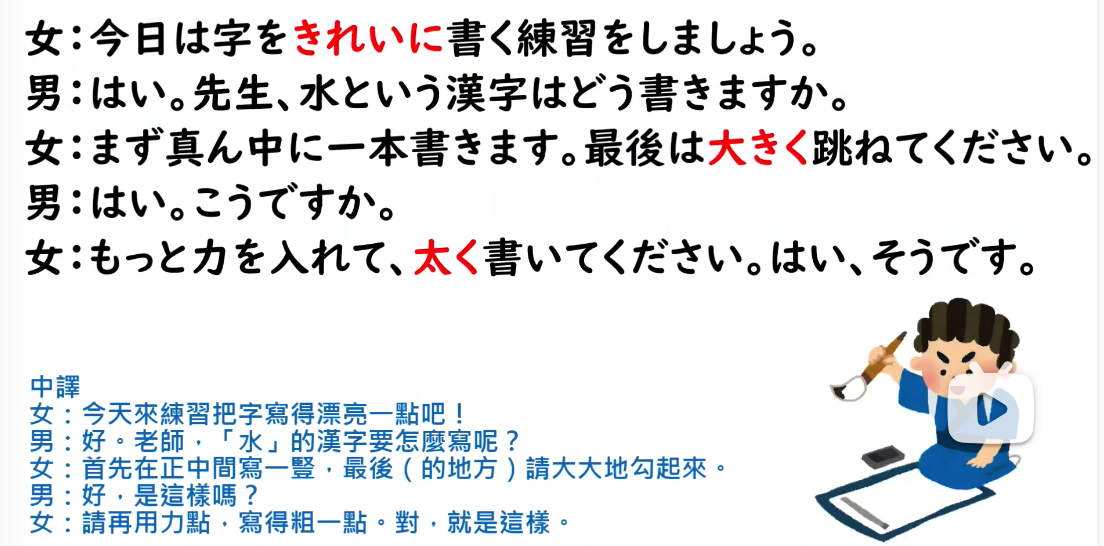 女：今日は字をきれいに書く練習をしましょう。
男：はい。先生、水という漢字はどう書きますか。
女：まず真ん中に一本書きます。最後は大きく跳ねてください。
男：はい。こうですか。
女：もっと力を入れて、太く書いてください。はい、そうです。
中譯
女：今天來練習把字寫得漂亮一點吧！
男：好。老師，「水」的漢字要怎麼寫呢？
女：首先在正中間寫一豎，最後（的地方）請大大地勾起來。
男：好，是這樣嗎？
女：請再用力點，寫得粗一點。對，就是這樣。